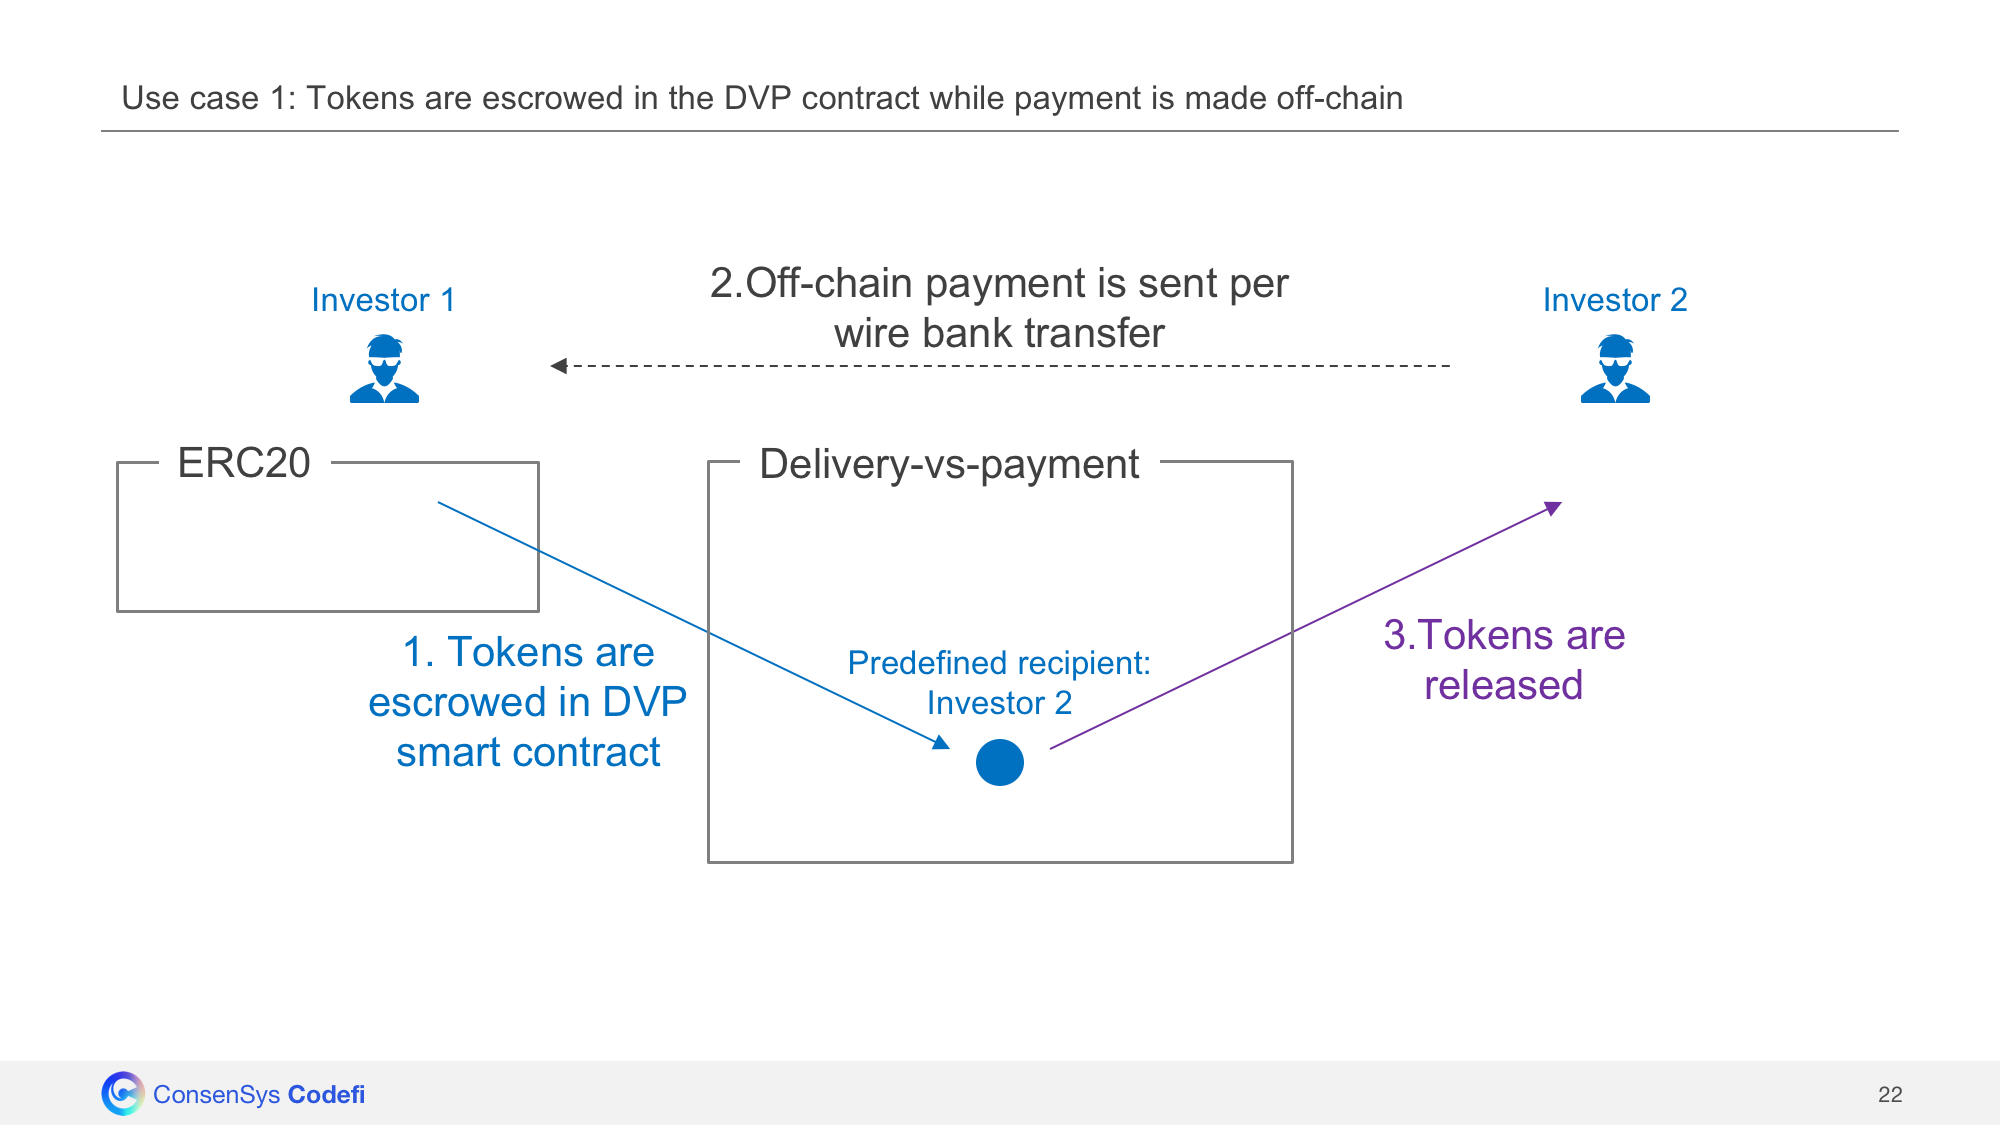 Use case 1: Tokens are escrowed in the DVP contract while payment is made off-chain
2.Off-chain payment is sent per
wire bank transfer
Investor 1
Investor 2
ERC20
Delivery-vs-payment
1. Tokens are
escrowed in DVP
smart contract
Predefined recipient:
Investor 2
3.Tokens are
released
ConsenSys Codefi
22